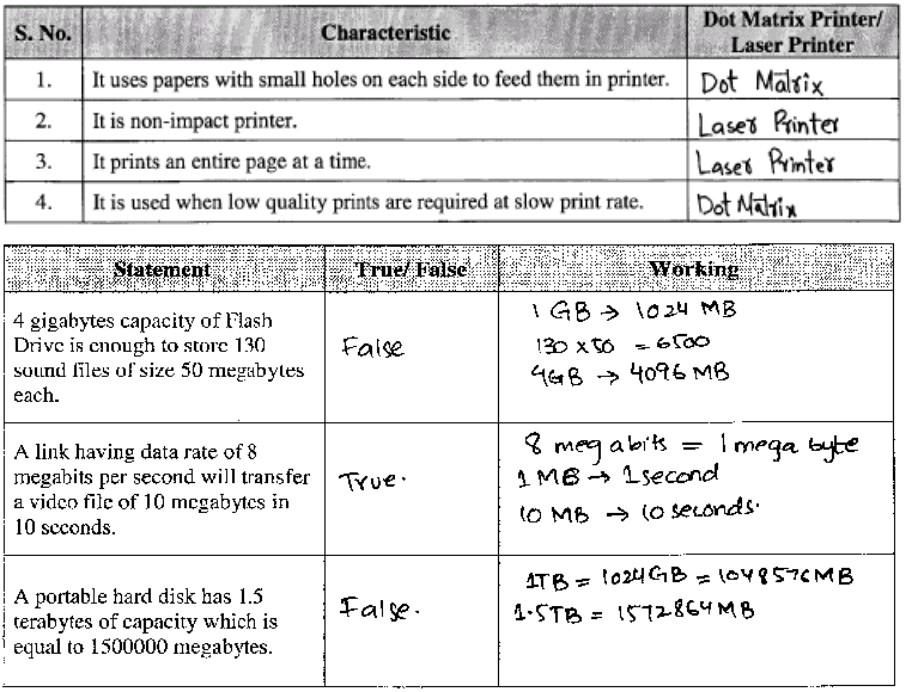 S. No. Characteristic Dot Matrix Printer/
Laser Printer
1. It uses papers with small holes on each side to feed them in printer. Dot Matrix
2. It is non-impact printer. Laser Printer
3. It prints an entire page at a time. Laser Printer
4. It is used when low quality prints are required at slow print rate. Dot Matrix
Statement True/ False Working
4 gigabytes capacity of Flash
Drive is enough to store 130
sound files of size 50 megabytes
each.
False
1 GB → 1024 MB
130 x 50 = 6500
4GB → 4096 MB
A link having data rate of 8
megabits per second will transfer
a video file of 10 megabytes in
10 seconds.
True.
8 megabits = 1 mega byte
1 MB → 1second
10 MB → 10 seconds.
A portable hard disk has 1.5
terabytes of capacity which is
equal to 1500000 megabytes.
False.
1TB = 1024GB = 1048576MB
1.5TB = 1572864MB